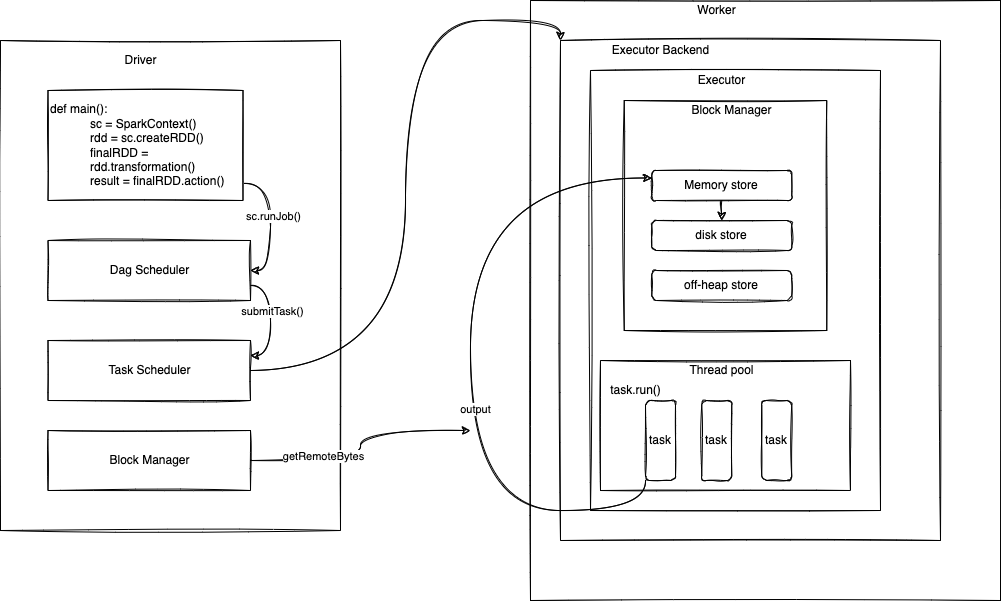 Worker
Driver
Executor Backend
Executor
def main():
sc = SparkContext()
rdd = sc.createRDD()
finalRDD =
rdd.transformation()
result = finalRDD.action()
Block Manager
Memory store
disk store
off-heap store
sc.runJob()
Dag Scheduler
submitTask()
Task Scheduler
Thread pool
task.run()
task
task
task
output
Block Manager
getRemoteBytes